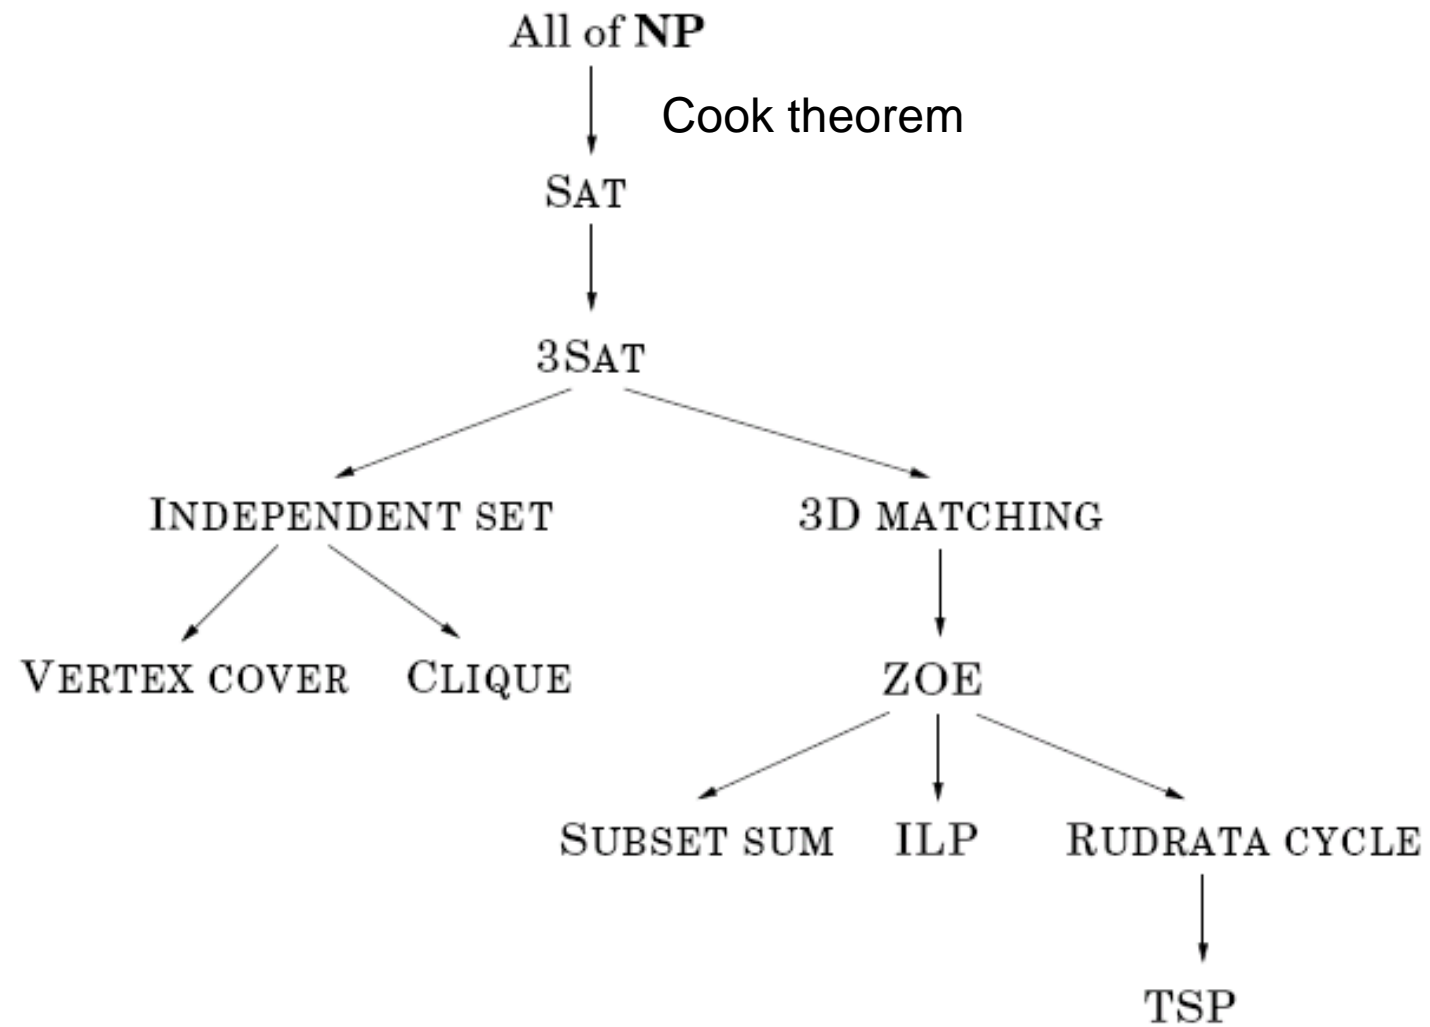 All of NP
Cook theorem
SAT
3SAT
INDEPENDENT SET
3D MATCHING
VERTEX COVER
CLIQUE
ZOE
SUBSET SUM
ILP
RUDRATA CYCLE
TSP